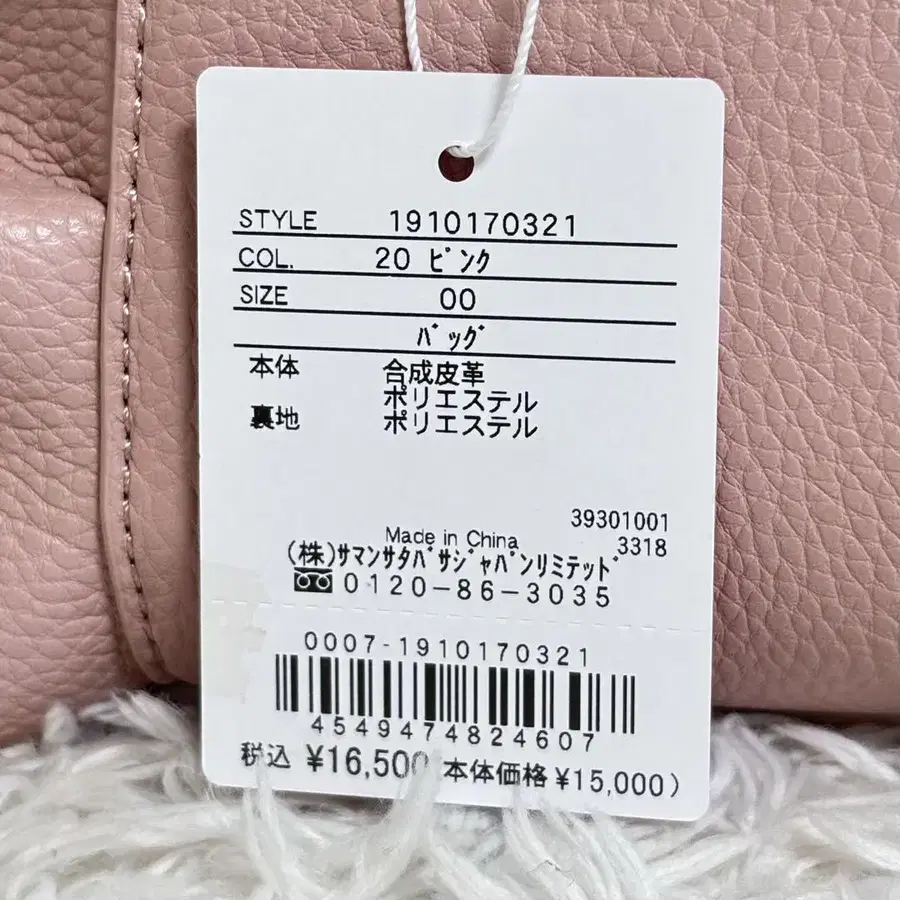 STYLE 1910170321
COL. 20 ﾋﾟﾝｸ
SIZE 00
ﾊﾞｯｸﾞ
本体 合成皮革
ポリエステル
裏地 ポリエステル
39301001
Made in China 3318
(株)ｻﾏﾝｻﾀﾊﾞｻｼﾞｬﾊﾟﾝﾘﾐﾃｯﾄﾞ
0120-86-3035
0007-1910170321
4549474824607
税込 ¥16,500 本体価格 ¥15,000)